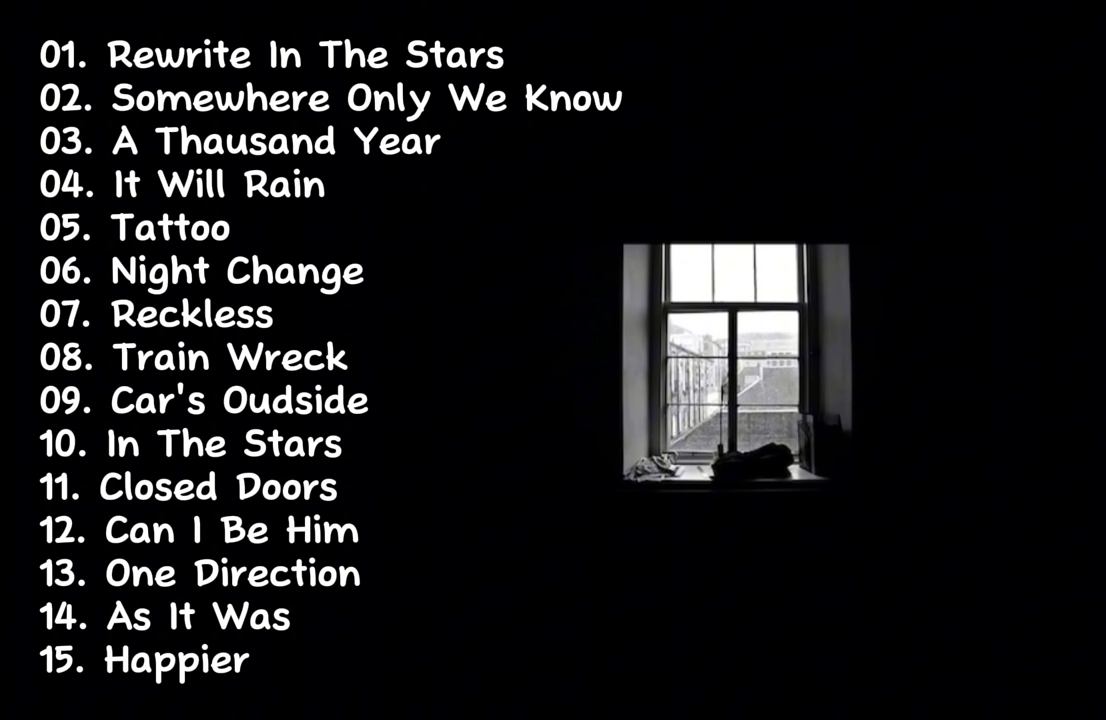 01. Rewrite In The Stars
02. Somewhere Only We Know
03. A Thausand Year
04. It Will Rain
05. Tattoo
06. Night Change
07. Reckless
08. Train Wreck
09. Car's Oudside
10. In The Stars
11. Closed Doors
12. Can I Be Him
13. One Direction
14. As It Was
15. Happier